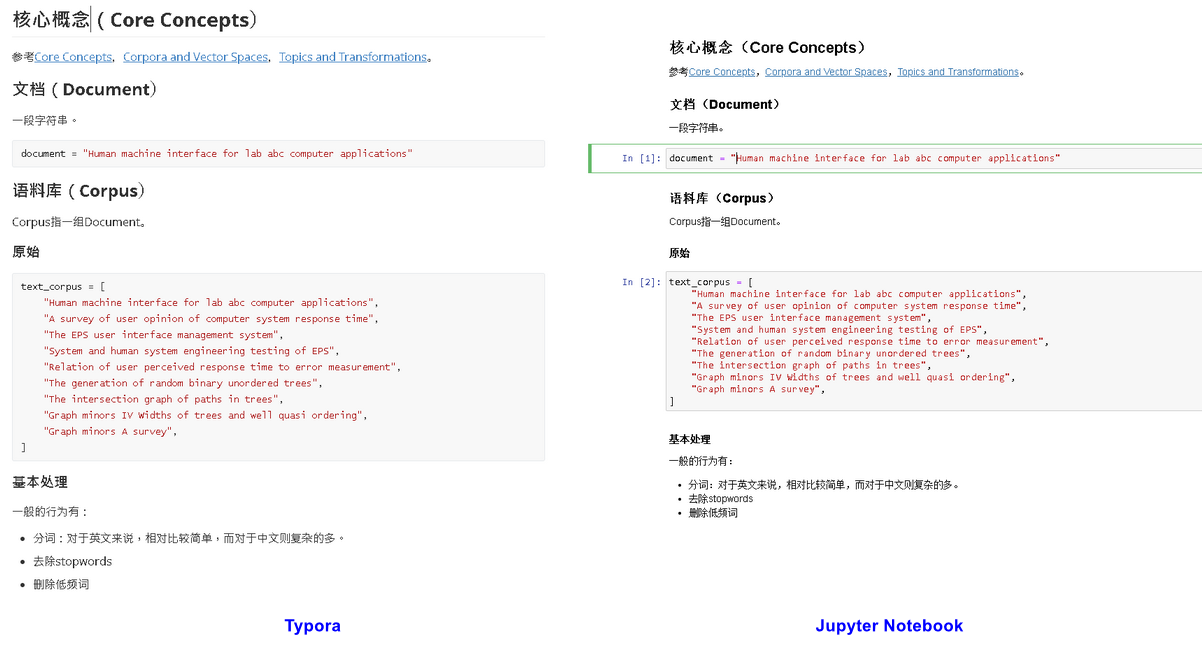 核心概念（Core Concepts）
参考Core Concepts，Corpora and Vector Spaces，Topics and Transformations。
文档（Document）
一段字符串。
document = "Human machine interface for lab abc computer applications"
语料库（Corpus）
Corpus指一组Document。
原始
text_corpus = [
"Human machine interface for lab abc computer applications",
"A survey of user opinion of computer system response time",
"The EPS user interface management system",
"System and human system engineering testing of EPS",
"Relation of user perceived response time to error measurement",
"The generation of random binary unordered trees",
"The intersection graph of paths in trees",
"Graph minors IV Widths of trees and well quasi ordering",
"Graph minors A survey",
]
基本处理
一般的行为有：
• 分词：对于英文来说，相对比较简单，而对于中文则复杂的多。
• 去除stopwords
• 删除低频词
Typora
核心概念（Core Concepts）
参考Core Concepts，Corpora and Vector Spaces，Topics and Transformations。
文档（Document）
一段字符串。
In [1]: document = "Human machine interface for lab abc computer applications"
语料库（Corpus）
Corpus指一组Document。
原始
In [2]: text_corpus = [
"Human machine interface for lab abc computer applications",
"A survey of user opinion of computer system response time",
"The EPS user interface management system",
"System and human system engineering testing of EPS",
"Relation of user perceived response time to error measurement",
"The generation of random binary unordered trees",
"The intersection graph of paths in trees",
"Graph minors IV Widths of trees and well quasi ordering",
"Graph minors A survey",
]
基本处理
一般的行为有：
• 分词：对于英文来说，相对比较简单，而对于中文则复杂的多。
• 去除stopwords
• 删除低频词
Jupyter Notebook